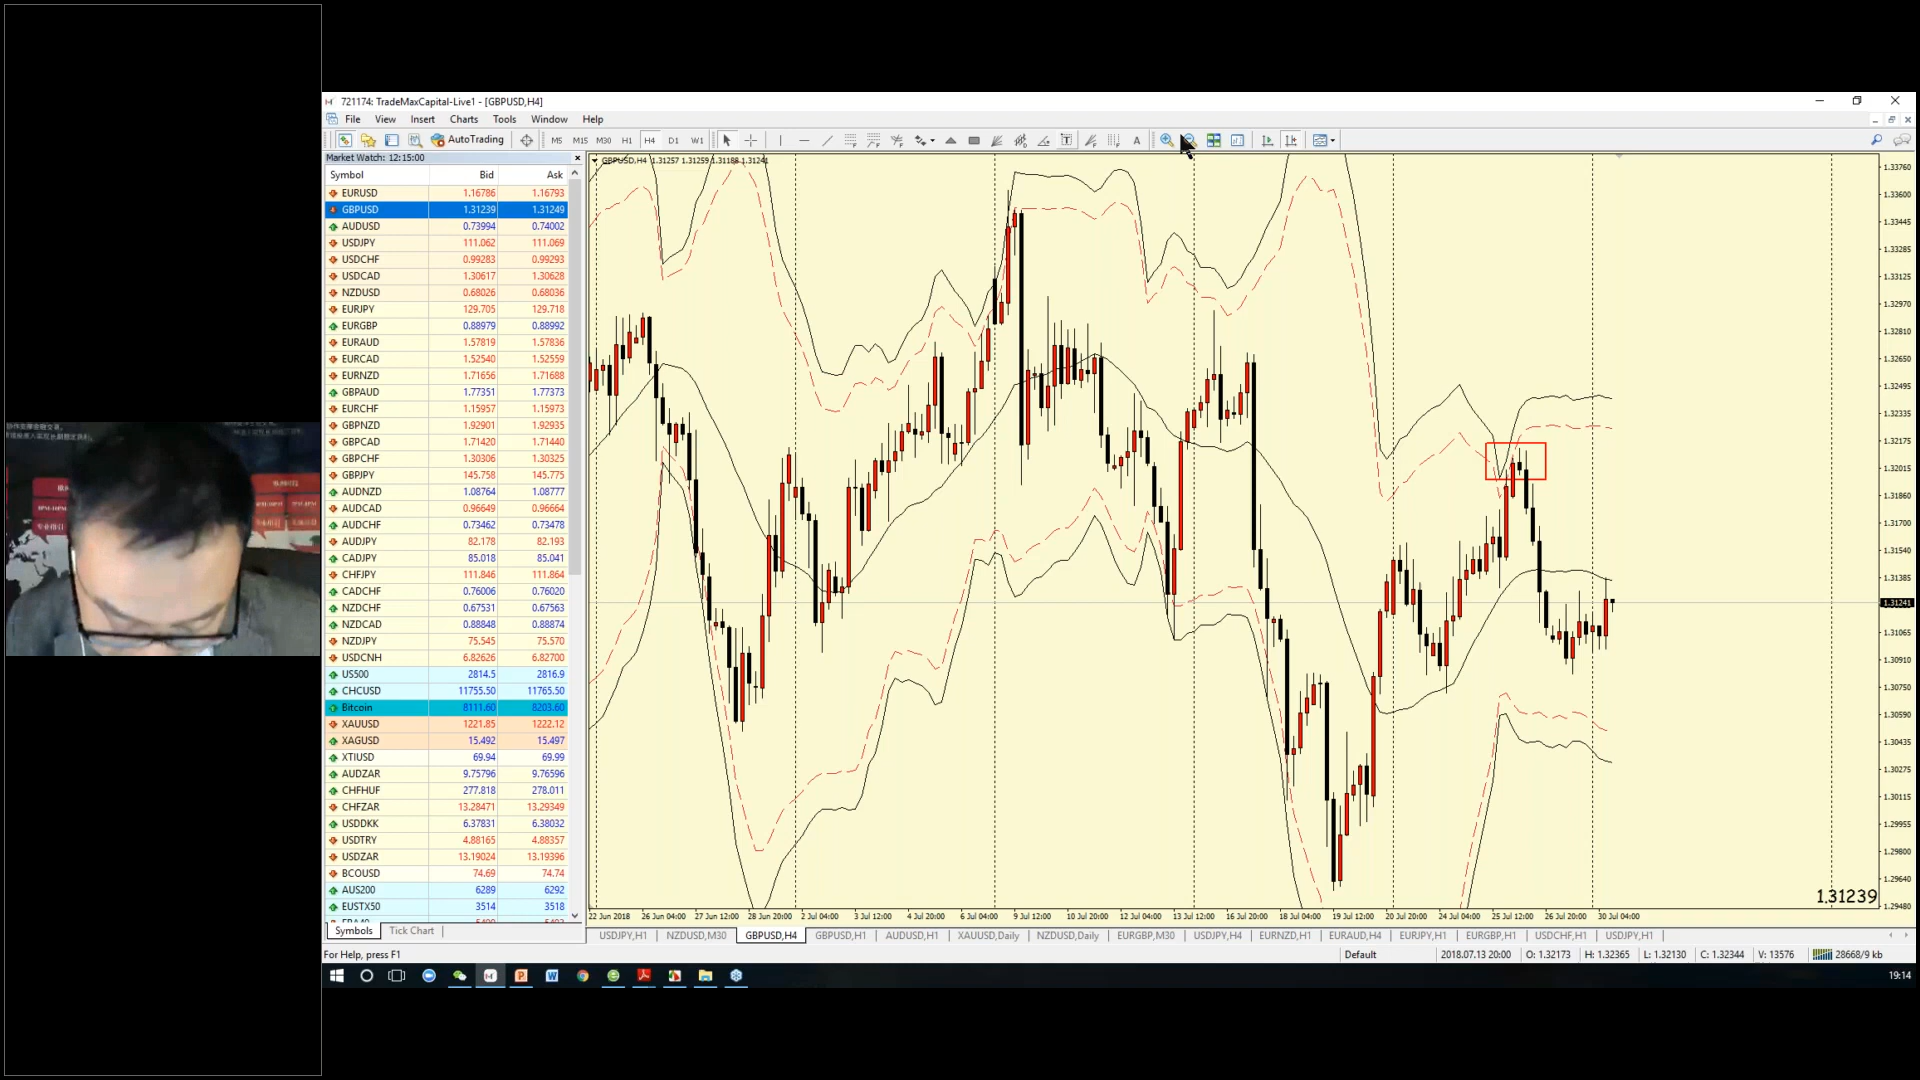 721174: TradeMaxCapital-Live1 - [GBPUSD,H4]
File View Insert Charts Tools Window Help
AutoTrading M5 M15 M30 H1 H4 D1 W1 A
Market Watch: 12:15:00
Symbol Bid Ask
EURUSD 1.16786 1.16793
GBPUSD 1.31239 1.31249
AUDUSD 0.73994 0.74002
USDJPY 111.062 111.069
USDCHF 0.99283 0.99293
USDCAD 1.30617 1.30628
NZDUSD 0.68026 0.68036
EURJPY 129.705 129.718
EURGBP 0.88979 0.88992
EURAUD 1.57819 1.57836
EURCAD 1.52540 1.52559
EURNZD 1.71656 1.71688
GBPAUD 1.77351 1.77373
EURCHF 1.15957 1.15973
GBPNZD 1.92901 1.92935
GBPCAD 1.71420 1.71440
GBPCHF 1.30306 1.30325
GBPJPY 145.758 145.775
AUDNZD 1.08764 1.08777
AUDCAD 0.96649 0.96664
AUDCHF 0.73462 0.73478
AUDJPY 82.178 82.193
CADJPY 85.018 85.041
CHFJPY 111.846 111.864
CADCHF 0.76006 0.76020
NZDCHF 0.67531 0.67563
NZDCAD 0.88848 0.88874
NZDJPY 75.545 75.570
USDCNH 6.82626 6.82700
US500 2814.5 2816.9
CHCUSD 11755.50 11765.50
Bitcoin 8111.60 8203.60
XAUUSD 1221.85 1222.12
XAGUSD 15.492 15.497
XTIUSD 69.94 69.99
AUDZAR 9.75796 9.76596
CHFHUF 277.818 278.011
CHFZAR 13.28471 13.29349
USDDKK 6.37831 6.38032
USDTRY 4.88165 4.88357
USDZAR 13.19024 13.19396
BCOUSD 74.69 74.74
AUS200 6289 6292
EUSTX50 3514 3518
Symbols Tick Chart
GBPUSD,H4 1.31257 1.31259 1.31188 1.31241
1.33760
1.33600
1.33445
1.33285
1.33125
1.32970
1.32810
1.32650
1.32495
1.32335
1.32175
1.32015
1.31860
1.31700
1.31540
1.31385
1.31241
1.31065
1.30910
1.30750
1.30590
1.30435
1.30275
1.30115
1.29955
1.29800
1.29640
1.29480
1.31239
22 Jun 2018 26 Jun 04:00 27 Jun 12:00 28 Jun 20:00 2 Jul 04:00 3 Jul 12:00 4 Jul 20:00 6 Jul 04:00 9 Jul 12:00 10 Jul 20:00 12 Jul 04:00 13 Jul 12:00 16 Jul 20:00 18 Jul 04:00 19 Jul 12:00 20 Jul 20:00 24 Jul 04:00 25 Jul 12:00 26 Jul 20:00 30 Jul 04:00
USDJPY,H1 NZDUSD,M30 GBPUSD,H4 GBPUSD,H1 AUDUSD,H1 XAUUSD,Daily NZDUSD,Daily EURGBP,M30 USDJPY,H4 EURNZD,H1 EURAUD,H4 EURJPY,H1 EURGBP,H1 USDCHF,H1 USDJPY,H1
For Help, press F1 Default 2018.07.13 20:00 O: 1.32173 H: 1.32365 L: 1.32130 C: 1.32344 V: 13576 28668/9 kb
19:14